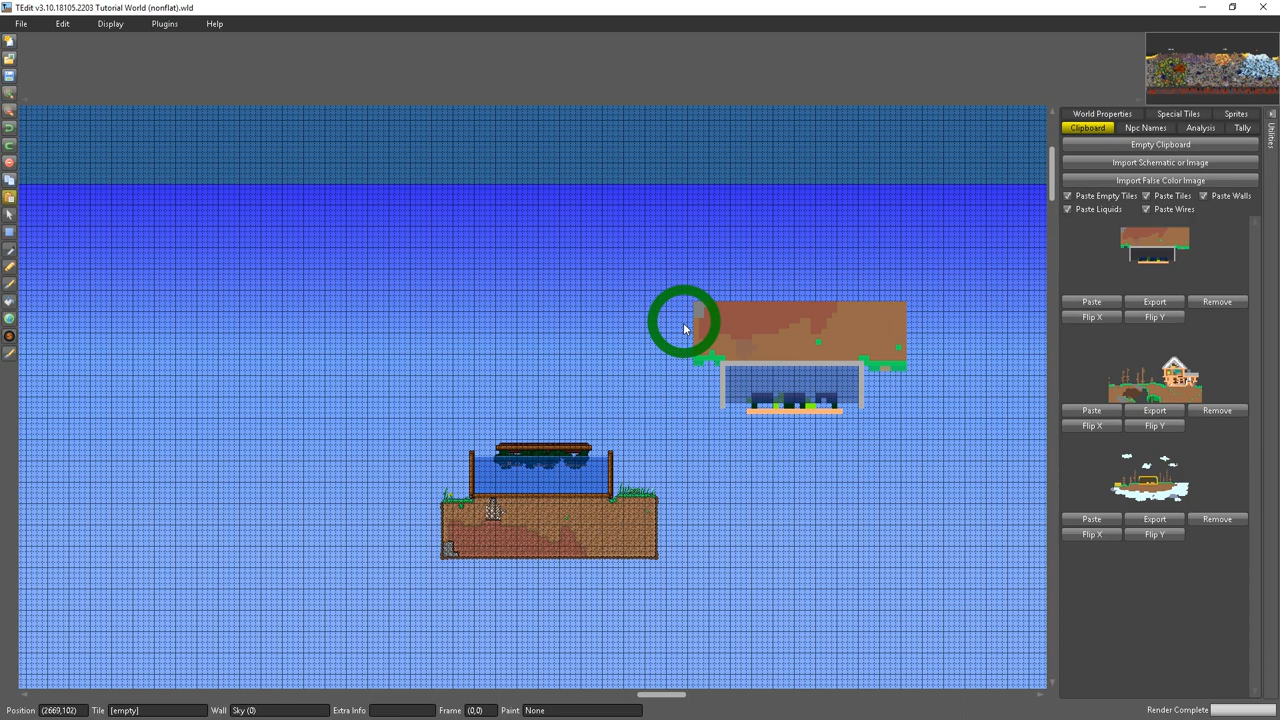 TEdit v3.10.18105.2203 Tutorial World (nonflat).wld
File Edit Display Plugins Help
World Properties Special Tiles Sprites
Clipboard Npc Names Analysis Tally
Utilities
Empty Clipboard
Import Schematic or Image
Import False Color Image
Paste Empty Tiles Paste Tiles Paste Walls
Paste Liquids Paste Wires
Paste Export Remove
Flip X Flip Y
Paste Export Remove
Flip X Flip Y
Paste Export Remove
Flip X Flip Y
Position (2669,102) Tile [empty] Wall Sky (0) Extra Info Frame (0,0) Paint None Render Complete